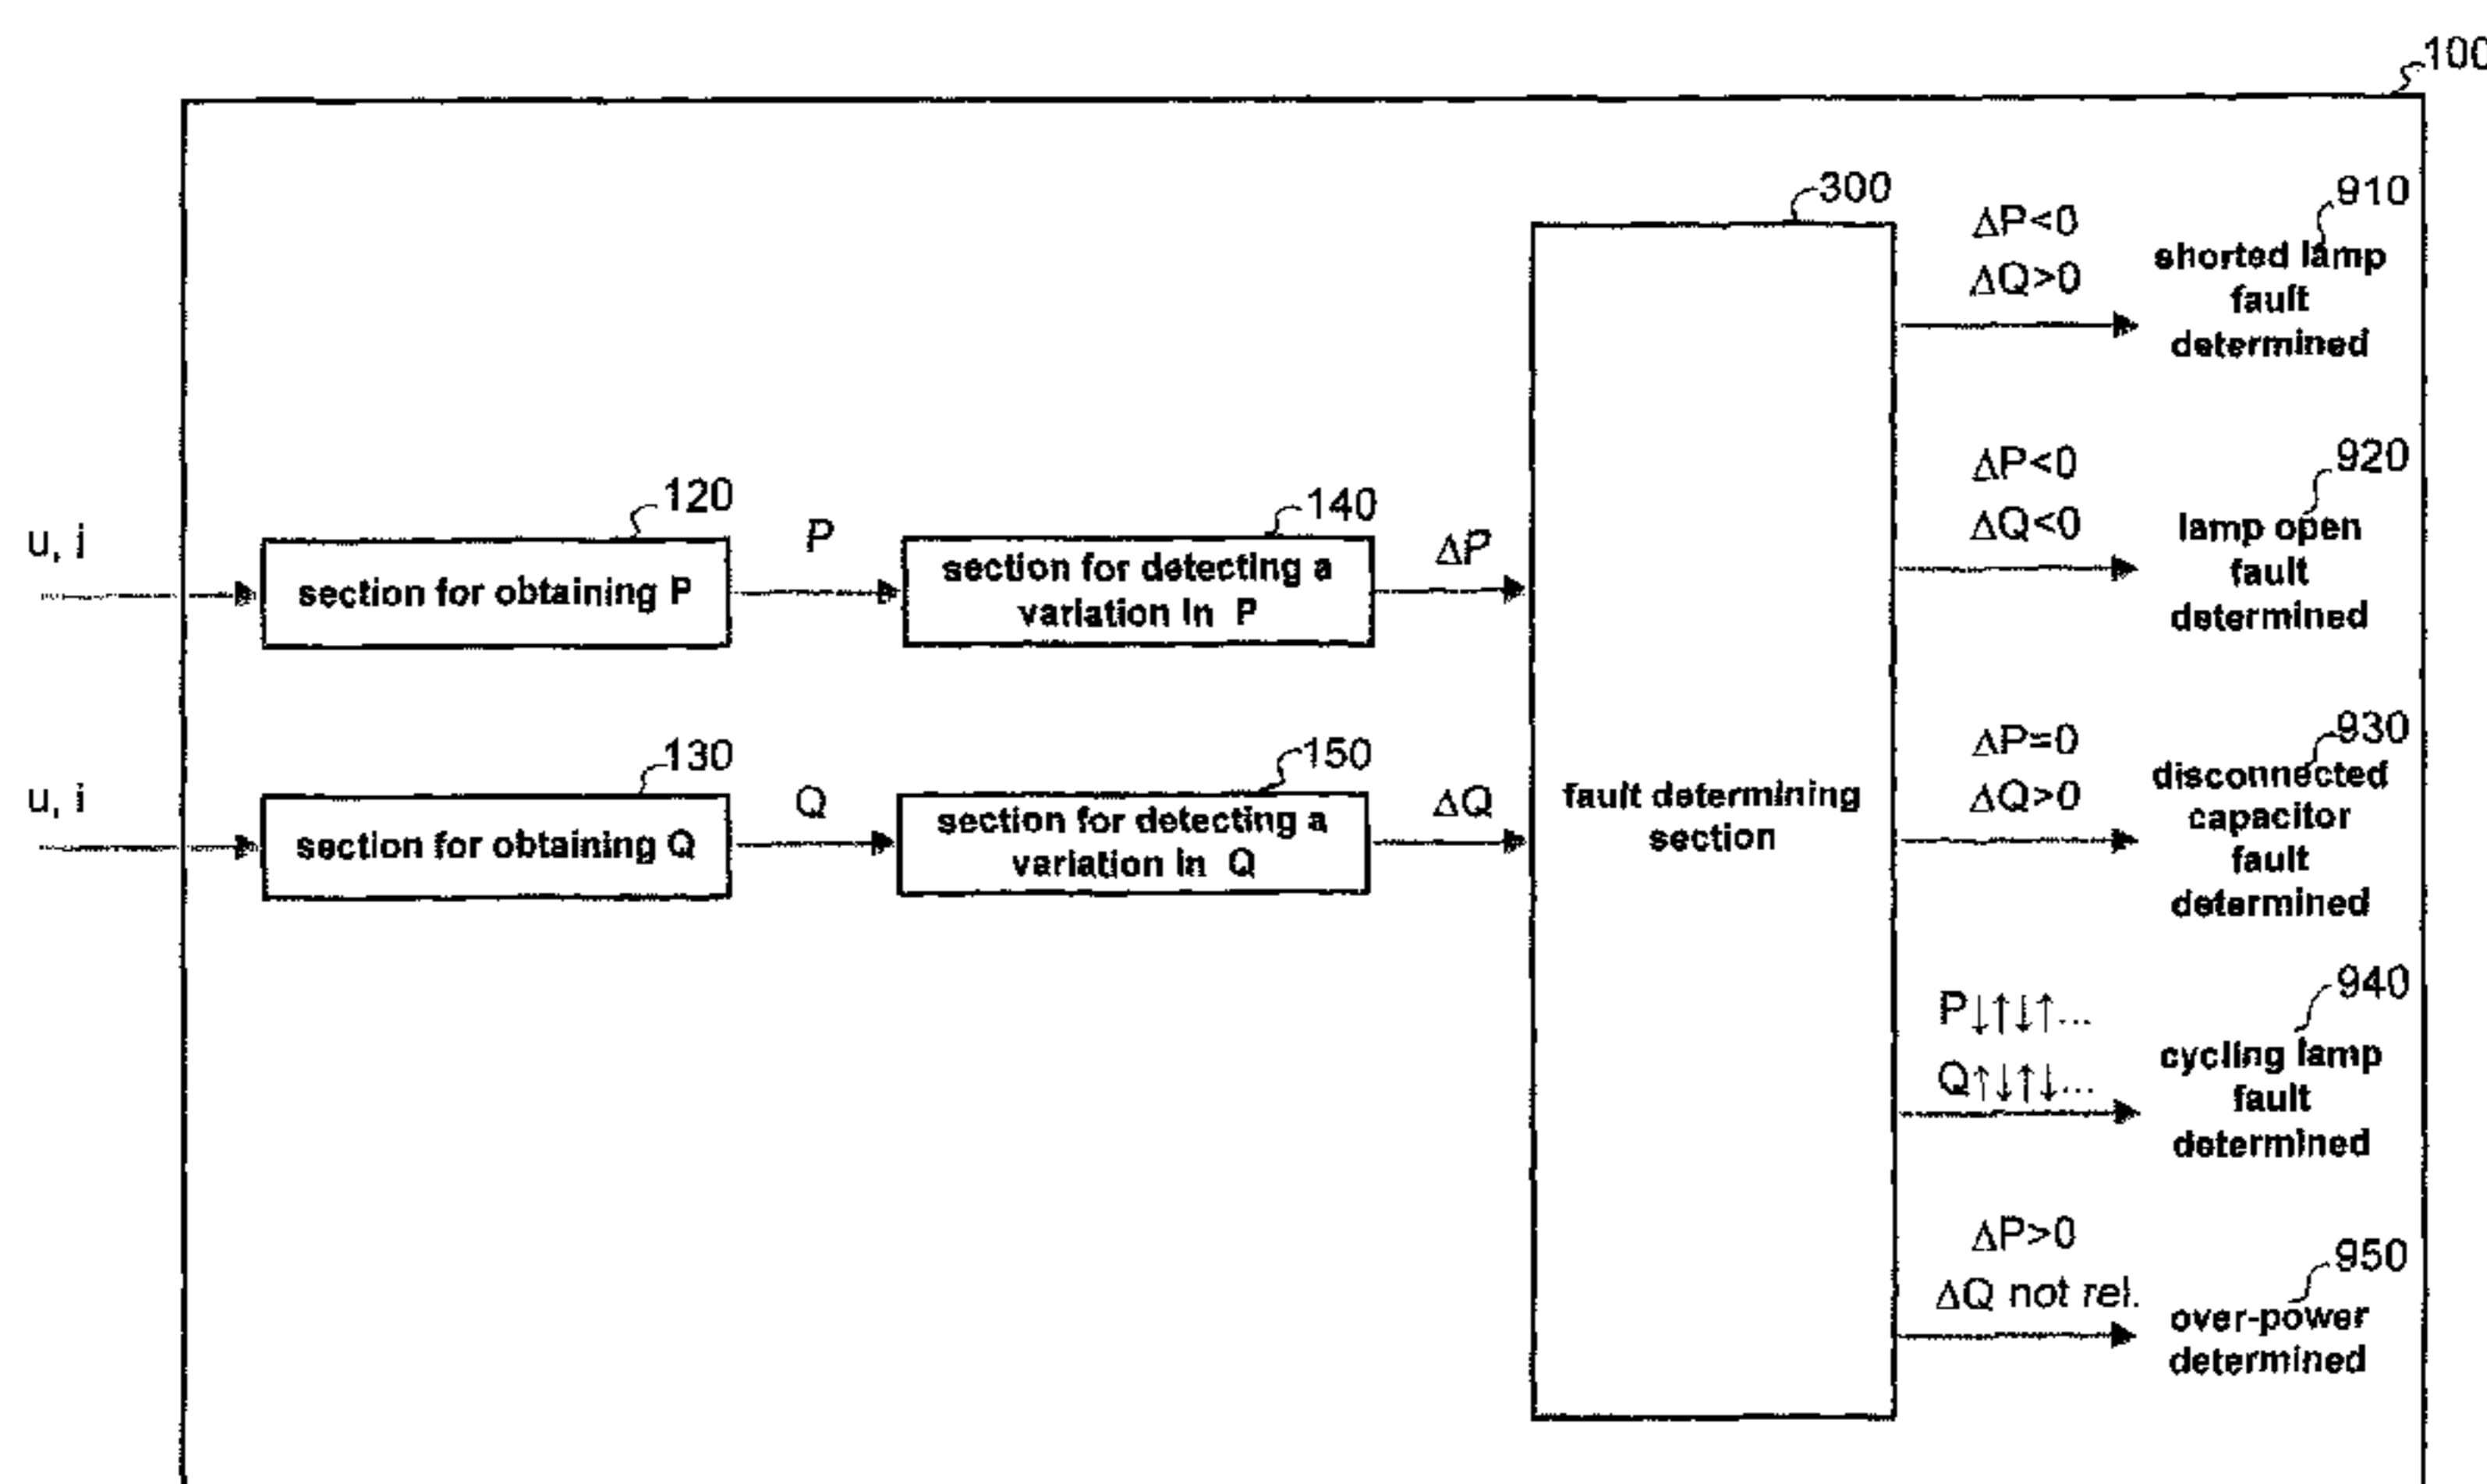 100
300
910
ΔP<0
ΔQ>0
shorted lamp
fault
determined
920
ΔP<0
ΔQ<0
lamp open
fault
determined
120
140
u, i
P
ΔP
section for obtaining P
section for detecting a
variation in P
130
150
u, i
Q
ΔQ
section for obtaining Q
section for detecting a
variation in Q
fault determining
section
930
ΔP=0
ΔQ>0
disconnected
capacitor
fault
determined
940
P↓↑↓↑...
Q↑↓↑↓...
cycling lamp
fault
determined
950
ΔP>0
ΔQ not rel.
over-power
determined